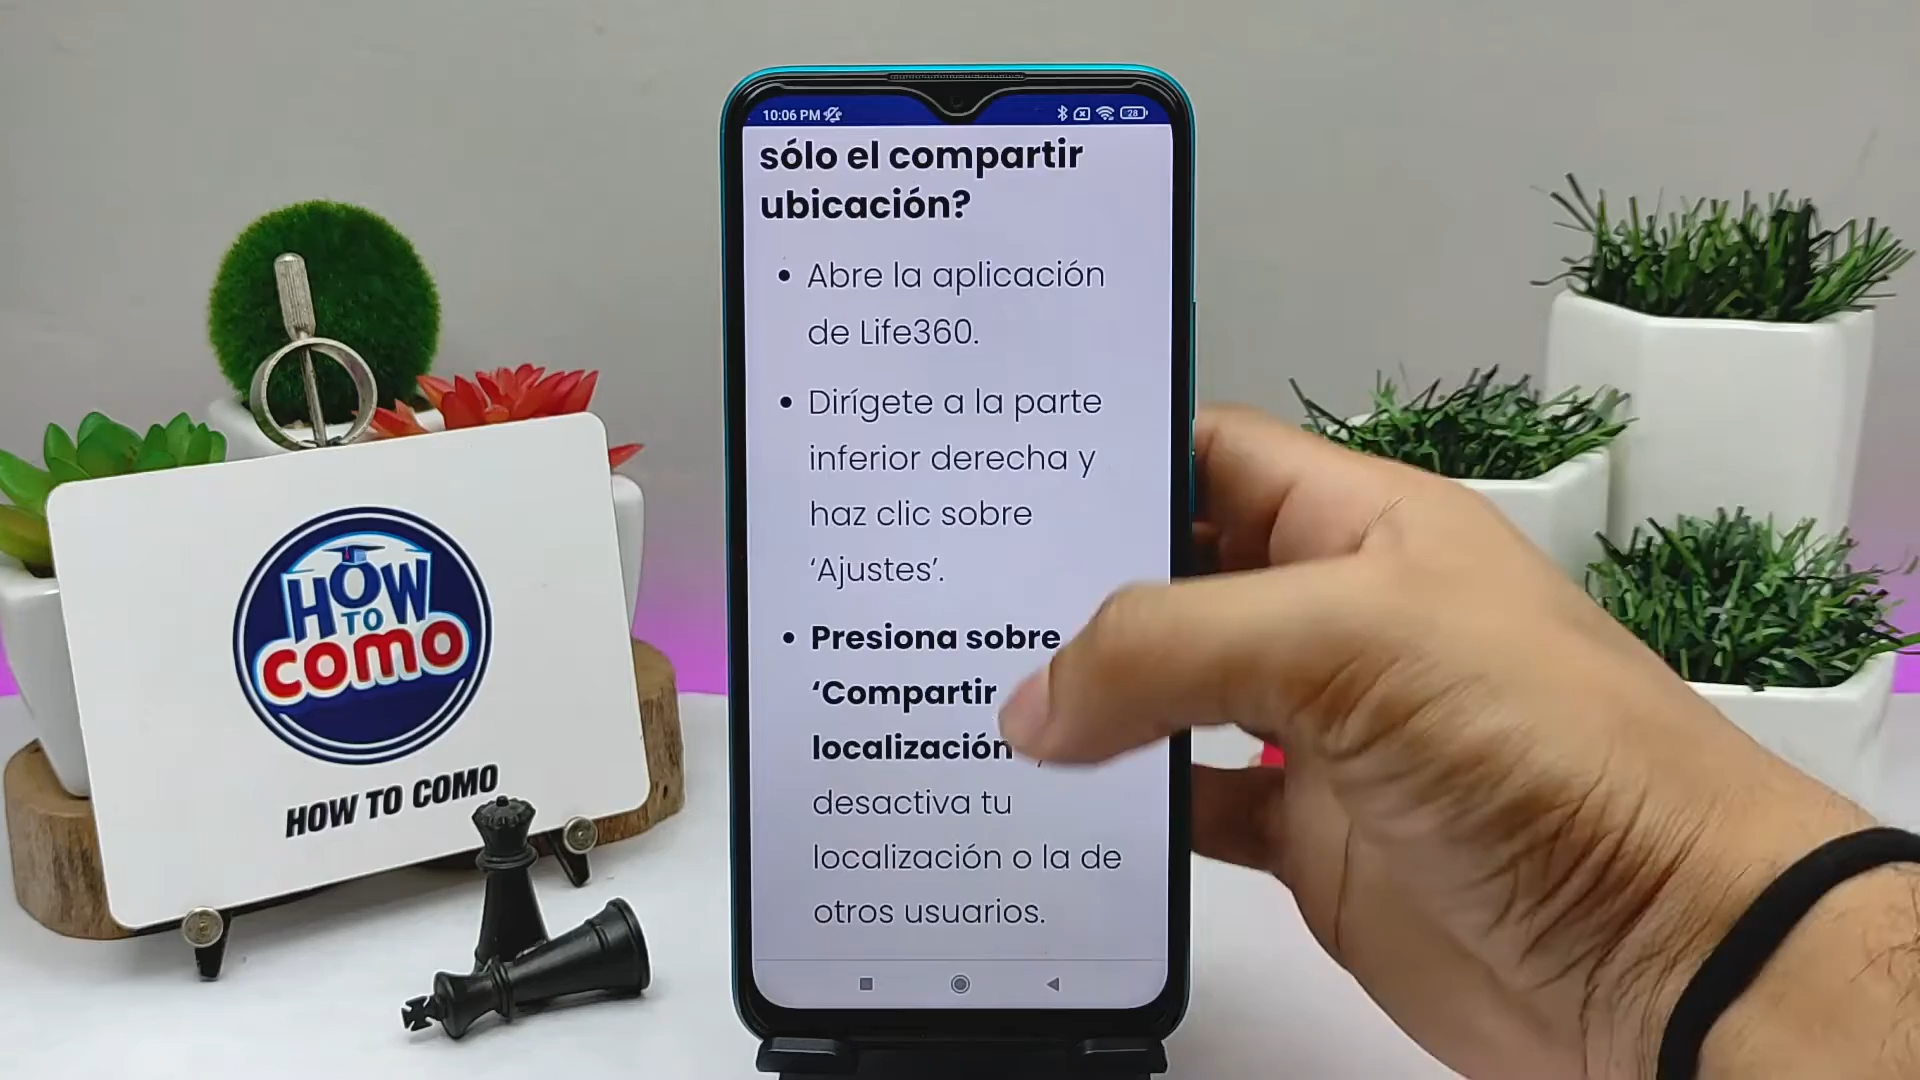 10:06 PM
28
sólo el compartir
ubicación?
• Abre la aplicación
de Life360.
• Dirígete a la parte
inferior derecha y
haz clic sobre
‘Ajustes’.
• Presiona sobre
‘Compartir
localización
desactiva tu
localización o la de
otros usuarios.
HOW
TO
como
HOW TO COMO